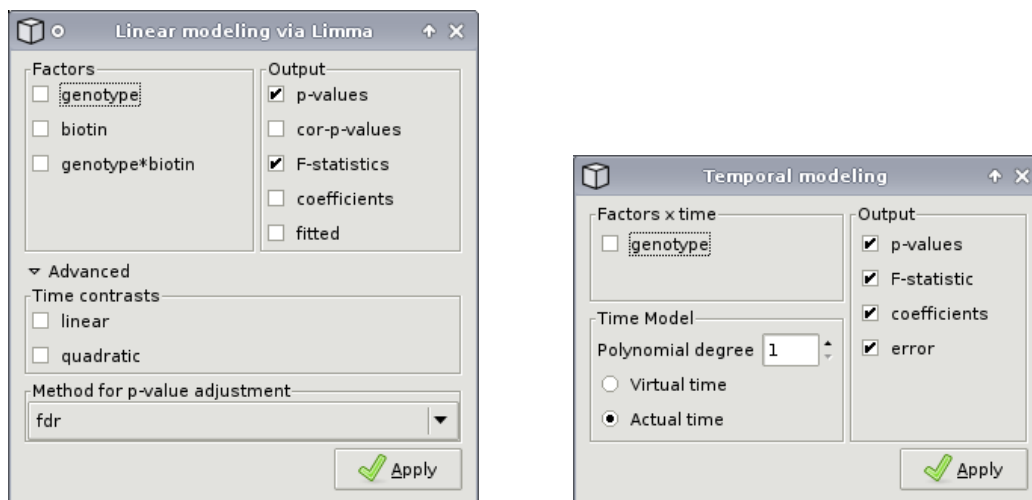 Linear modeling via Limma
Factors
genotype
biotin
genotype*biotin
Output
p-values
cor-p-values
F-statistics
coefficients
fitted
Advanced
Time contrasts
linear
quadratic
Method for p-value adjustment
fdr
Apply
Temporal modeling
Factors x time
genotype
Time Model
Polynomial degree 1
Virtual time
Actual time
Output
p-values
F-statistic
coefficients
error
Apply